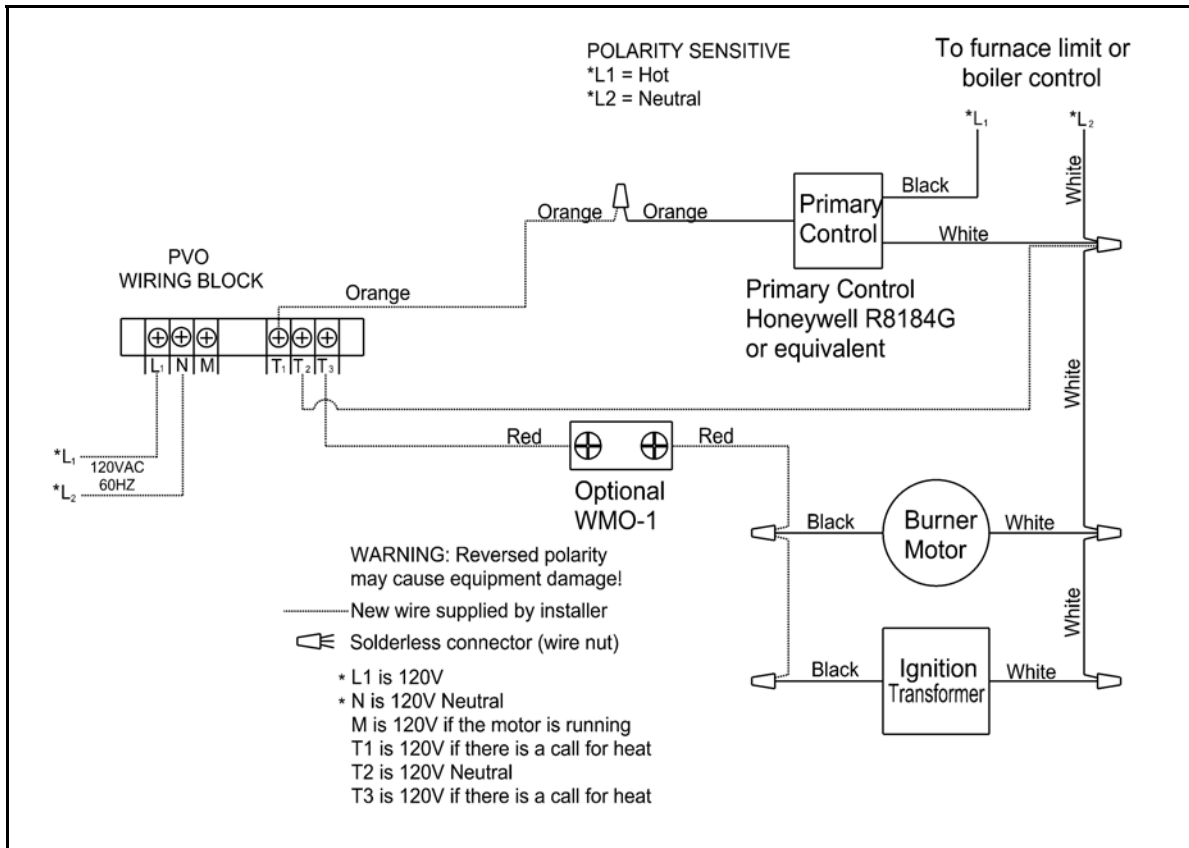 POLARITY SENSITIVE
*L1 = Hot
*L2 = Neutral
To furnace limit or
boiler control
*L1
*L2
White
Black
Orange
Orange
Primary
Control
White
PVO
WIRING BLOCK
Orange
Primary Control
Honeywell R8184G
or equivalent
L1 N M T1 T2 T3
White
Red
Red
*L1
120VAC
60HZ
*L2
Optional
WMO-1
Black
Burner
Motor
White
WARNING: Reversed polarity
may cause equipment damage!
New wire supplied by installer
White
Solderless connector (wire nut)
Black
Ignition
Transformer
White
* L1 is 120V
* N is 120V Neutral
M is 120V if the motor is running
T1 is 120V if there is a call for heat
T2 is 120V Neutral
T3 is 120V if there is a call for heat